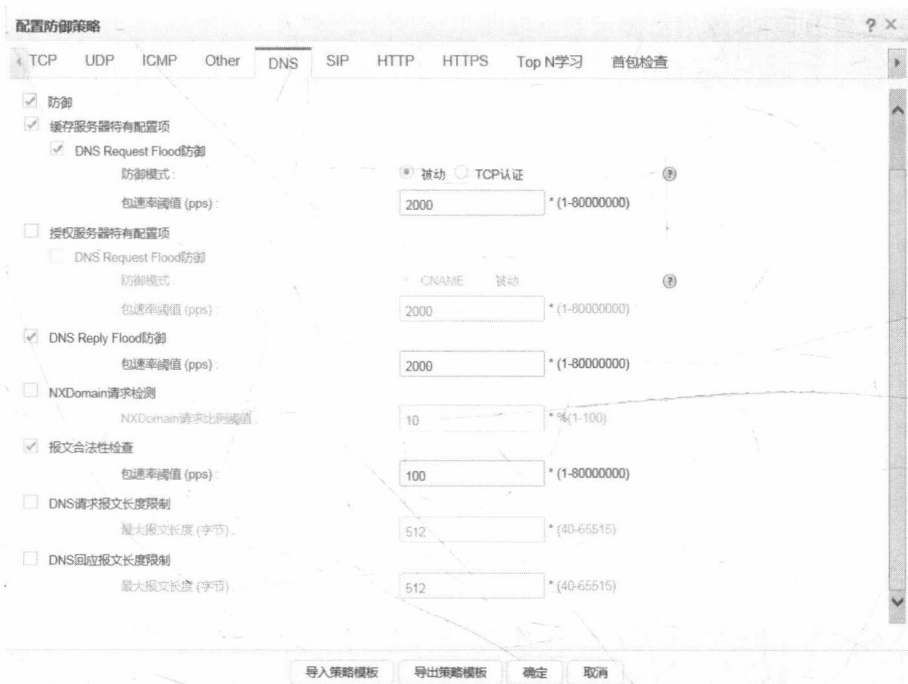 配置防御策略 ? ×
TCP UDP ICMP Other DNS SIP HTTP HTTPS Top N学习 首包检查
防御
缓存服务器特有配置项
DNS Request Flood防御
防御模式: 被动 TCP认证 ?
包速率阈值 (pps): 2000 * (1-80000000)
授权服务器特有配置项
DNS Request Flood防御
防御模式: CNAME 被动 ?
包速率阈值 (pps): 2000 * (1-80000000)
DNS Reply Flood防御
包速率阈值 (pps): 2000 * (1-80000000)
NXDomain请求检测
NXDomain请求比例阈值: 10 * %(1-100)
报文合法性检查
包速率阈值 (pps): 100 * (1-80000000)
DNS请求报文长度限制
最大报文长度 (字节): 512 * (40-65515)
DNS回应报文长度限制
最大报文长度 (字节): 512 * (40-65515)
导入策略模板 导出策略模板 确定 取消